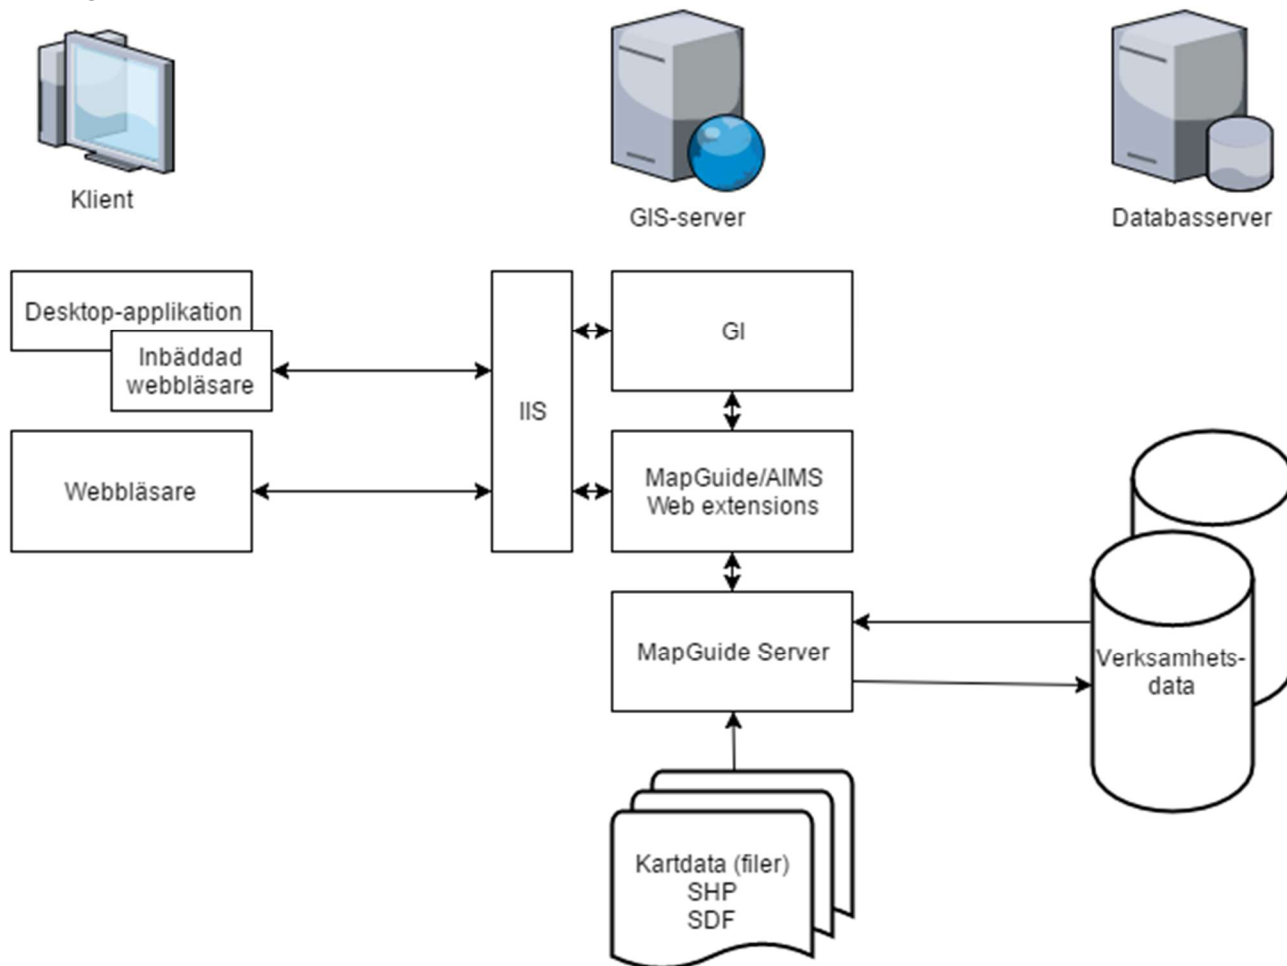 Klient
GIS-server
Databasserver
Desktop-applikation
Inbäddad
webbläsare
Webbläsare
IIS
GI
MapGuide/AIMS
Web extensions
MapGuide Server
Verksamhets-
data
Kartdata (filer)
SHP
SDF